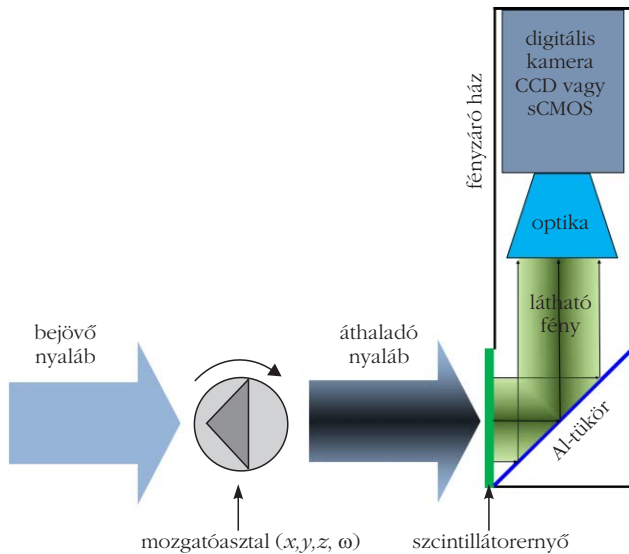 digitális
kamera
CCD vagy
sCMOS
fényzáró ház
optika
látható
fény
bejövő
nyaláb
áthaladó
nyaláb
Al-tükör
mozgatóasztal (x,y,z, ω)
szcintillátorernyő